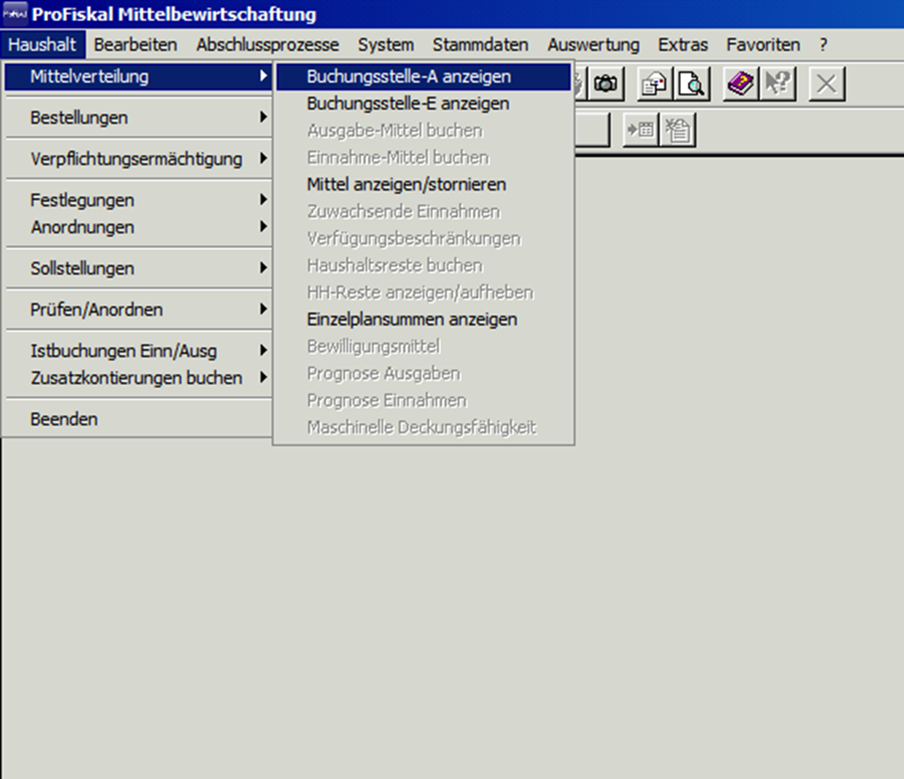 ProFiskal Mittelbewirtschaftung
Haushalt Bearbeiten Abschlussprozesse System Stammdaten Auswertung Extras Favoriten ?
Mittelverteilung
Bestellungen
Verpflichtungsermächtigung
Festlegungen
Anordnungen
Sollstellungen
Prüfen/Anordnen
Istbuchungen Einn/Ausg
Zusatzkontierungen buchen
Beenden
Buchungsstelle-A anzeigen
Buchungsstelle-E anzeigen
Ausgabe-Mittel buchen
Einnahme-Mittel buchen
Mittel anzeigen/stornieren
Zuwachsende Einnahmen
Verfügungsbeschränkungen
Haushaltsreste buchen
HH-Reste anzeigen/aufheben
Einzelplansummen anzeigen
Bewilligungsmittel
Prognose Ausgaben
Prognose Einnahmen
Maschinelle Deckungsfähigkeit